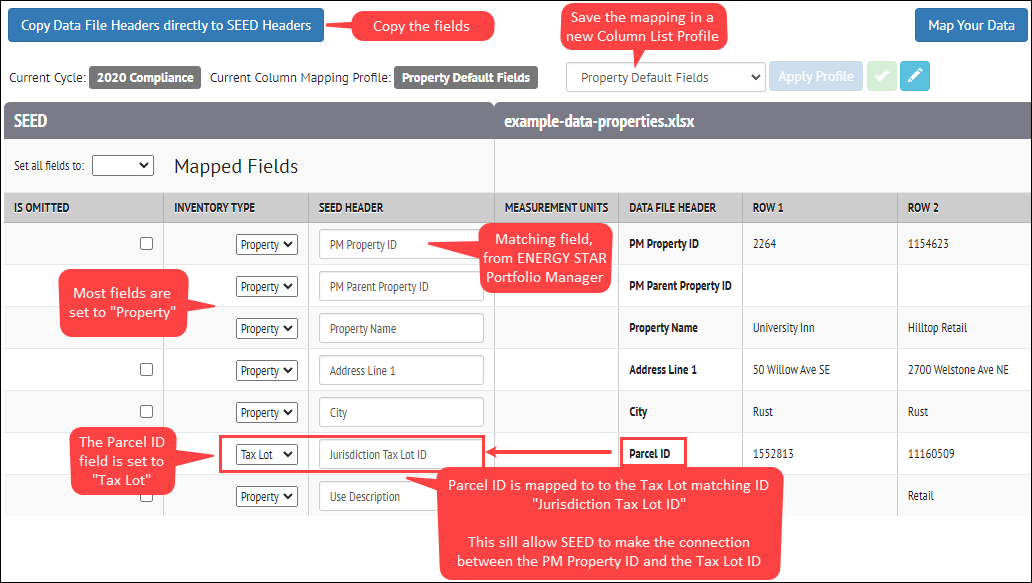 Copy Data File Headers directly to SEED Headers
Copy the fields
Save the mapping in a
new Column List Profile
Map Your Data
Current Cycle: 2020 Compliance Current Column Mapping Profile: Property Default Fields
Property Default Fields
Apply Profile
SEED
example-data-properties.xlsx
Set all fields to:
Mapped Fields
IS OMITTED INVENTORY TYPE SEED HEADER MEASUREMENT UNITS DATA FILE HEADER ROW 1 ROW 2
Property PM Property ID PM Property ID 2264 1154623
Matching field,
from ENERGY STAR
Portfolio Manager
Property PM Parent Property ID PM Parent Property ID
Most fields are
set to "Property"
Property Property Name Property Name University Inn Hilltop Retail
Property Address Line 1 Address Line 1 50 Willow Ave SE 2700 Welstone Ave NE
Property City City Rust Rust
The Parcel ID
field is set to
"Tax Lot"
Tax Lot Jurisdiction Tax Lot ID Parcel ID 1552813 11160509
Property Use Description Retail
Parcel ID is mapped to to the Tax Lot matching ID
"Jurisdiction Tax Lot ID"
This sill allow SEED to make the connection
between the PM Property ID and the Tax Lot ID